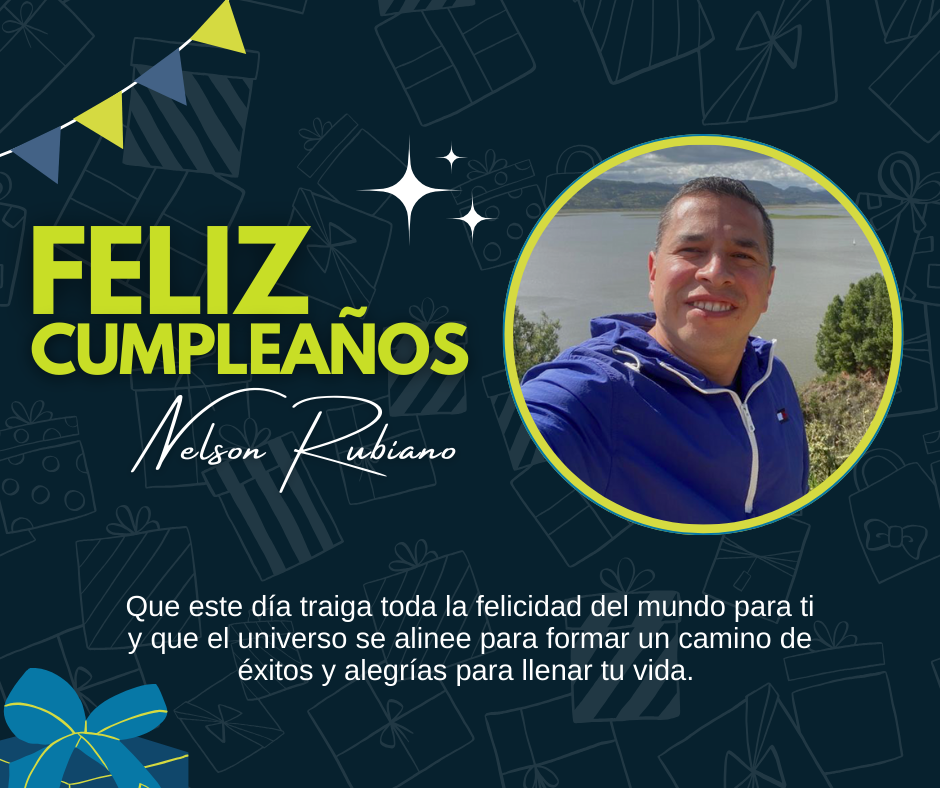 FELIZ
CUMPLEAÑOS
Nelson Rubiano
Que este día traiga toda la felicidad del mundo para ti
y que el universo se alinee para formar un camino de
éxitos y alegrías para llenar tu vida.